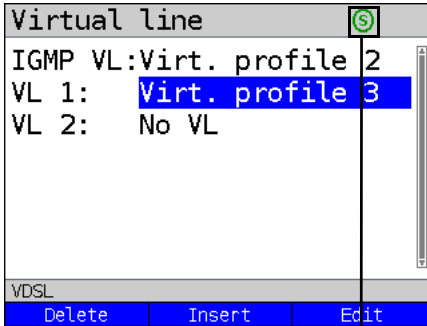 Virtual line S
IGMP VL:Virt. profile 2
VL 1: Virt. profile 3
VL 2: No VL
VDSL
Delete Insert Edit